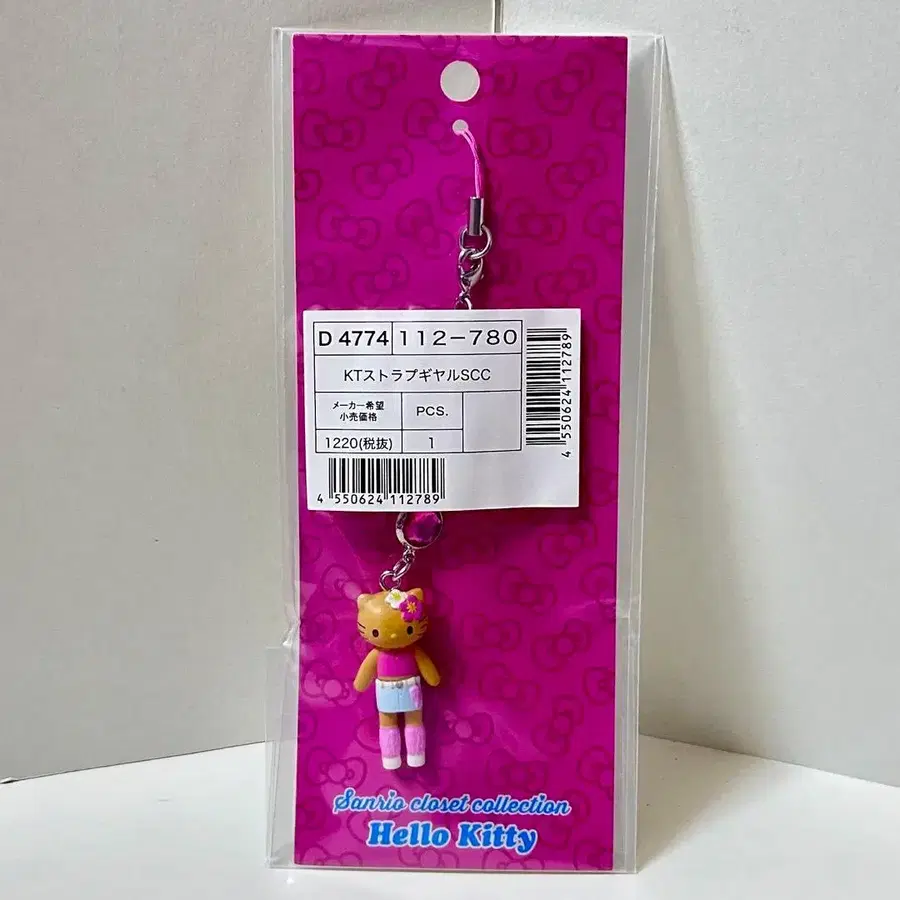 D 4774 112-780
KTストラプギヤルSCC
メーカー希望
小売価格
PCS.
1220(税抜) 1
4 550624 112789
4 550624 112789
Sanrio closet collection
Hello Kitty